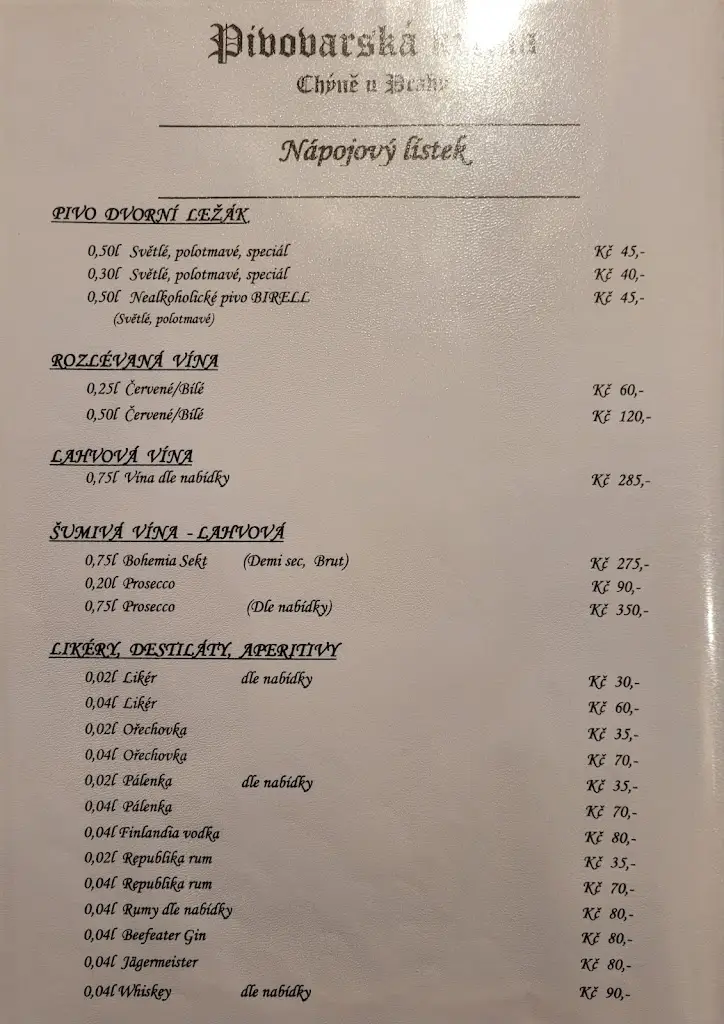 Pivovarská
Chýně u Prahy
Nápojový lístek
PIVO DVORNÍ LEŽÁK
0,50l Světlé, polotmavé, speciál Kč 45,-
0,30l Světlé, polotmavé, speciál Kč 40,-
0,50l Nealkoholické pivo BIRELL Kč 45,-
(Světlé, polotmavé)
ROZLÉVANÁ VÍNA
0,25l Červené/Bílé Kč 60,-
0,50l Červené/Bílé Kč 120,-
LAHVOVÁ VÍNA
0,75l Vína dle nabídky Kč 285,-
ŠUMIVÁ VÍNA - LAHVOVÁ
0,75l Bohemia Sekt (Demi sec, Brut) Kč 275,-
0,20l Prosecco Kč 90,-
0,75l Prosecco (Dle nabídky) Kč 350,-
LIKÉRY, DESTILÁTY, APERITIVY
0,02l Likér dle nabídky Kč 30,-
0,04l Likér Kč 60,-
0,02l Ořechovka Kč 35,-
0,04l Ořechovka Kč 70,-
0,02l Pálenka dle nabídky Kč 35,-
0,04l Pálenka Kč 70,-
0,04l Finlandia vodka Kč 80,-
0,02l Republika rum Kč 35,-
0,04l Republika rum Kč 70,-
0,04l Rumy dle nabídky Kč 80,-
0,04l Beefeater Gin Kč 80,-
0,04l Jägermeister Kč 80,-
0,04l Whiskey dle nabídky Kč 90,-